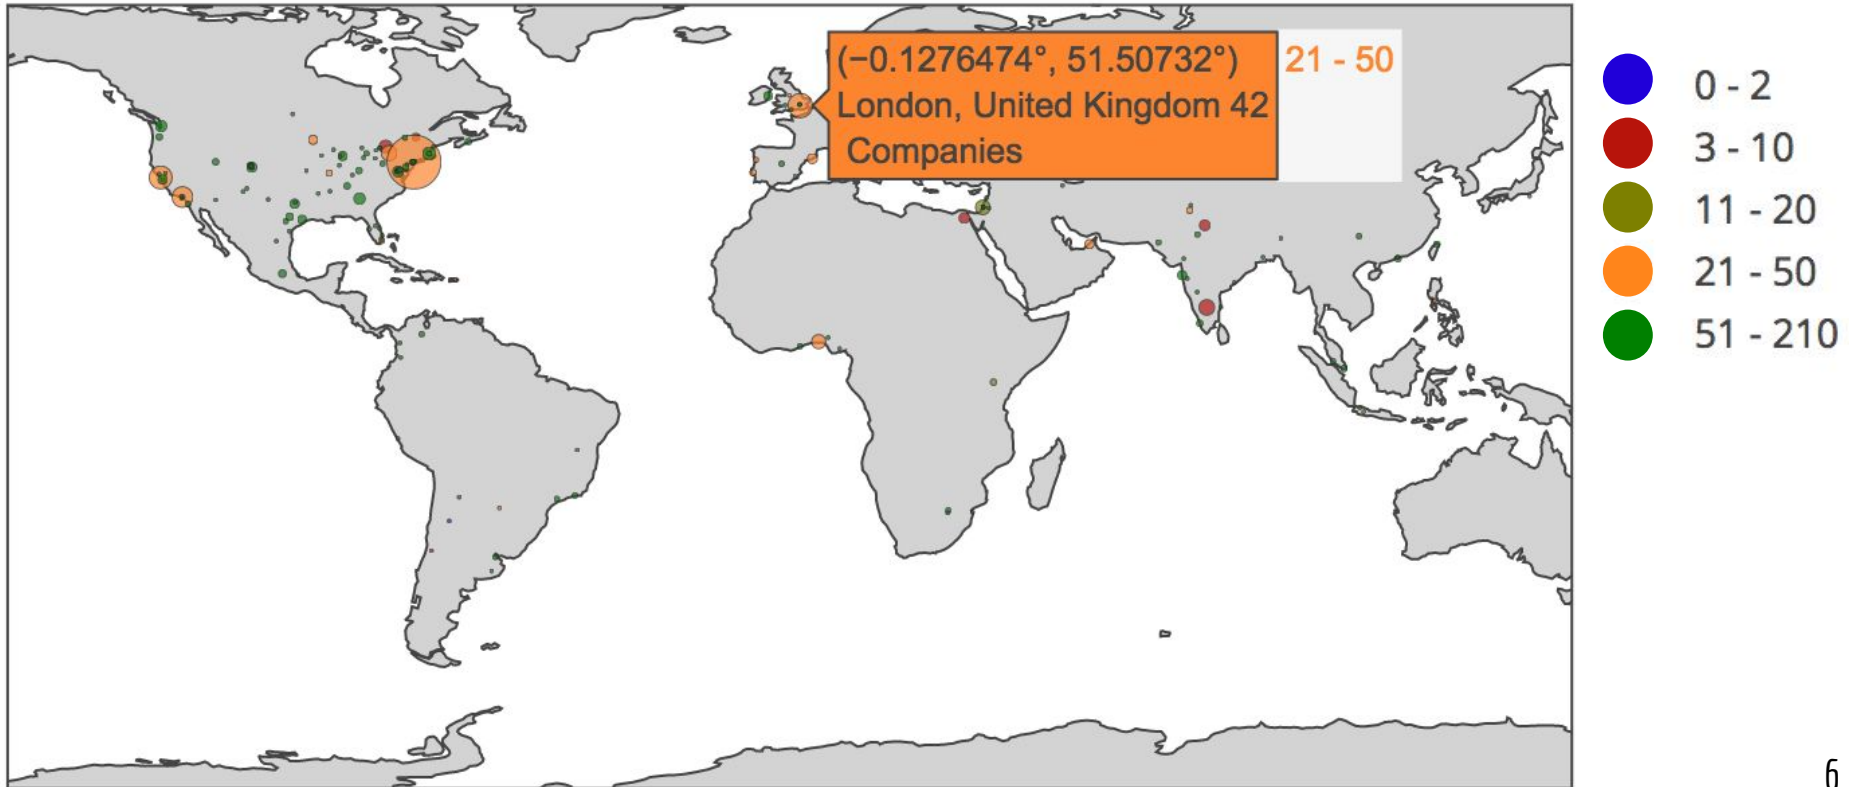 (−0.1276474°, 51.50732°) 21 - 50
London, United Kingdom 42
Companies
0 - 2
3 - 10
11 - 20
21 - 50
51 - 210
6